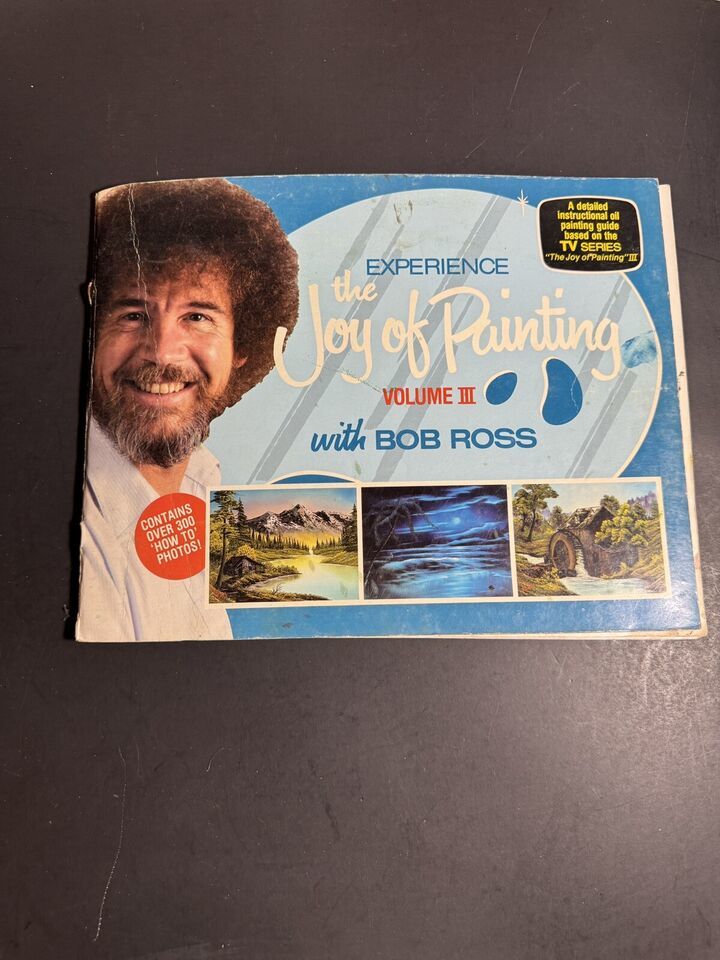 A detailed
instructional oil
painting guide
based on the
TV SERIES
"The Joy of Painting" III
EXPERIENCE
the
Joy of Painting
VOLUME III
with BOB ROSS
CONTAINS
OVER 300
'HOW TO'
PHOTOS!